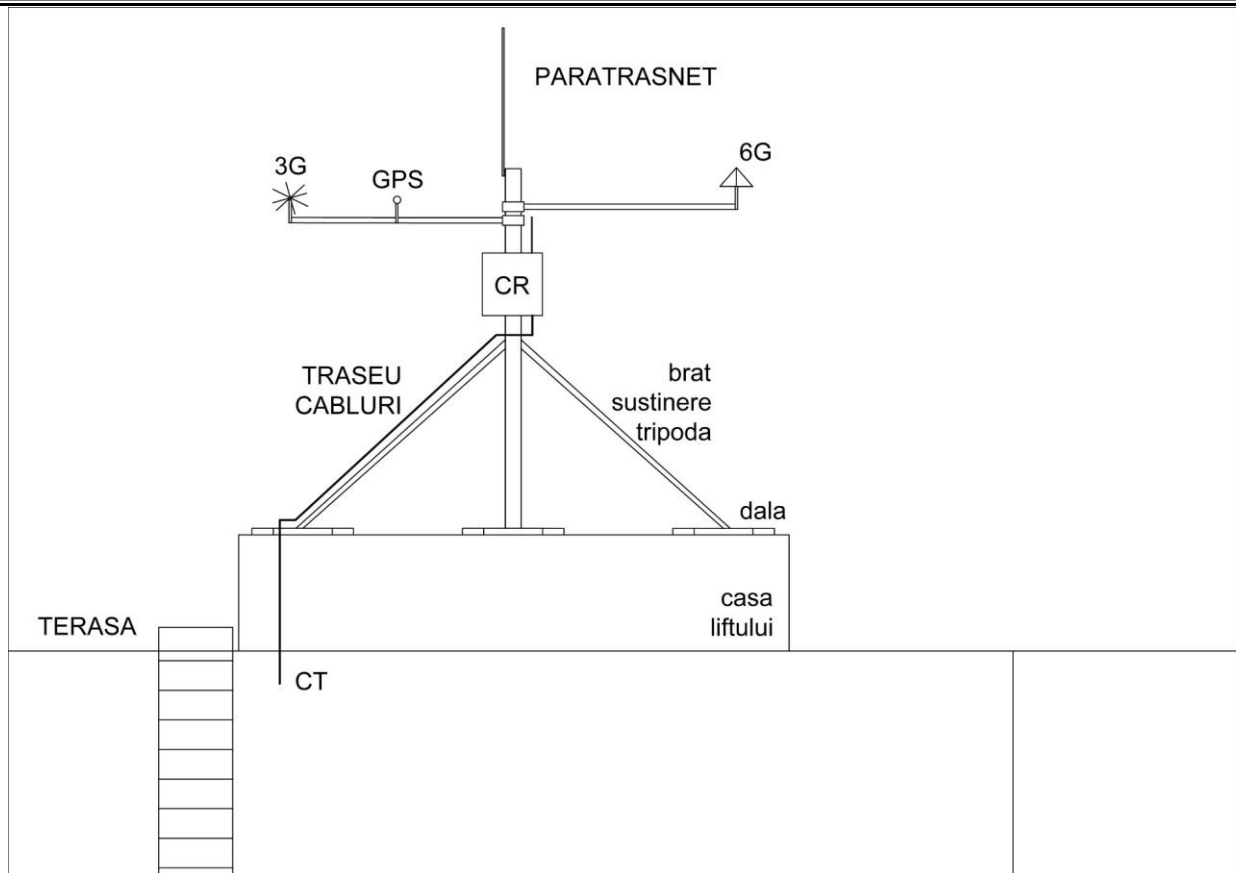 PARATRASNET
3G
GPS
6G
CR
TRASEU
CABLURI
brat
sustinere
tripoda
dala
casa
liftului
TERASA
CT